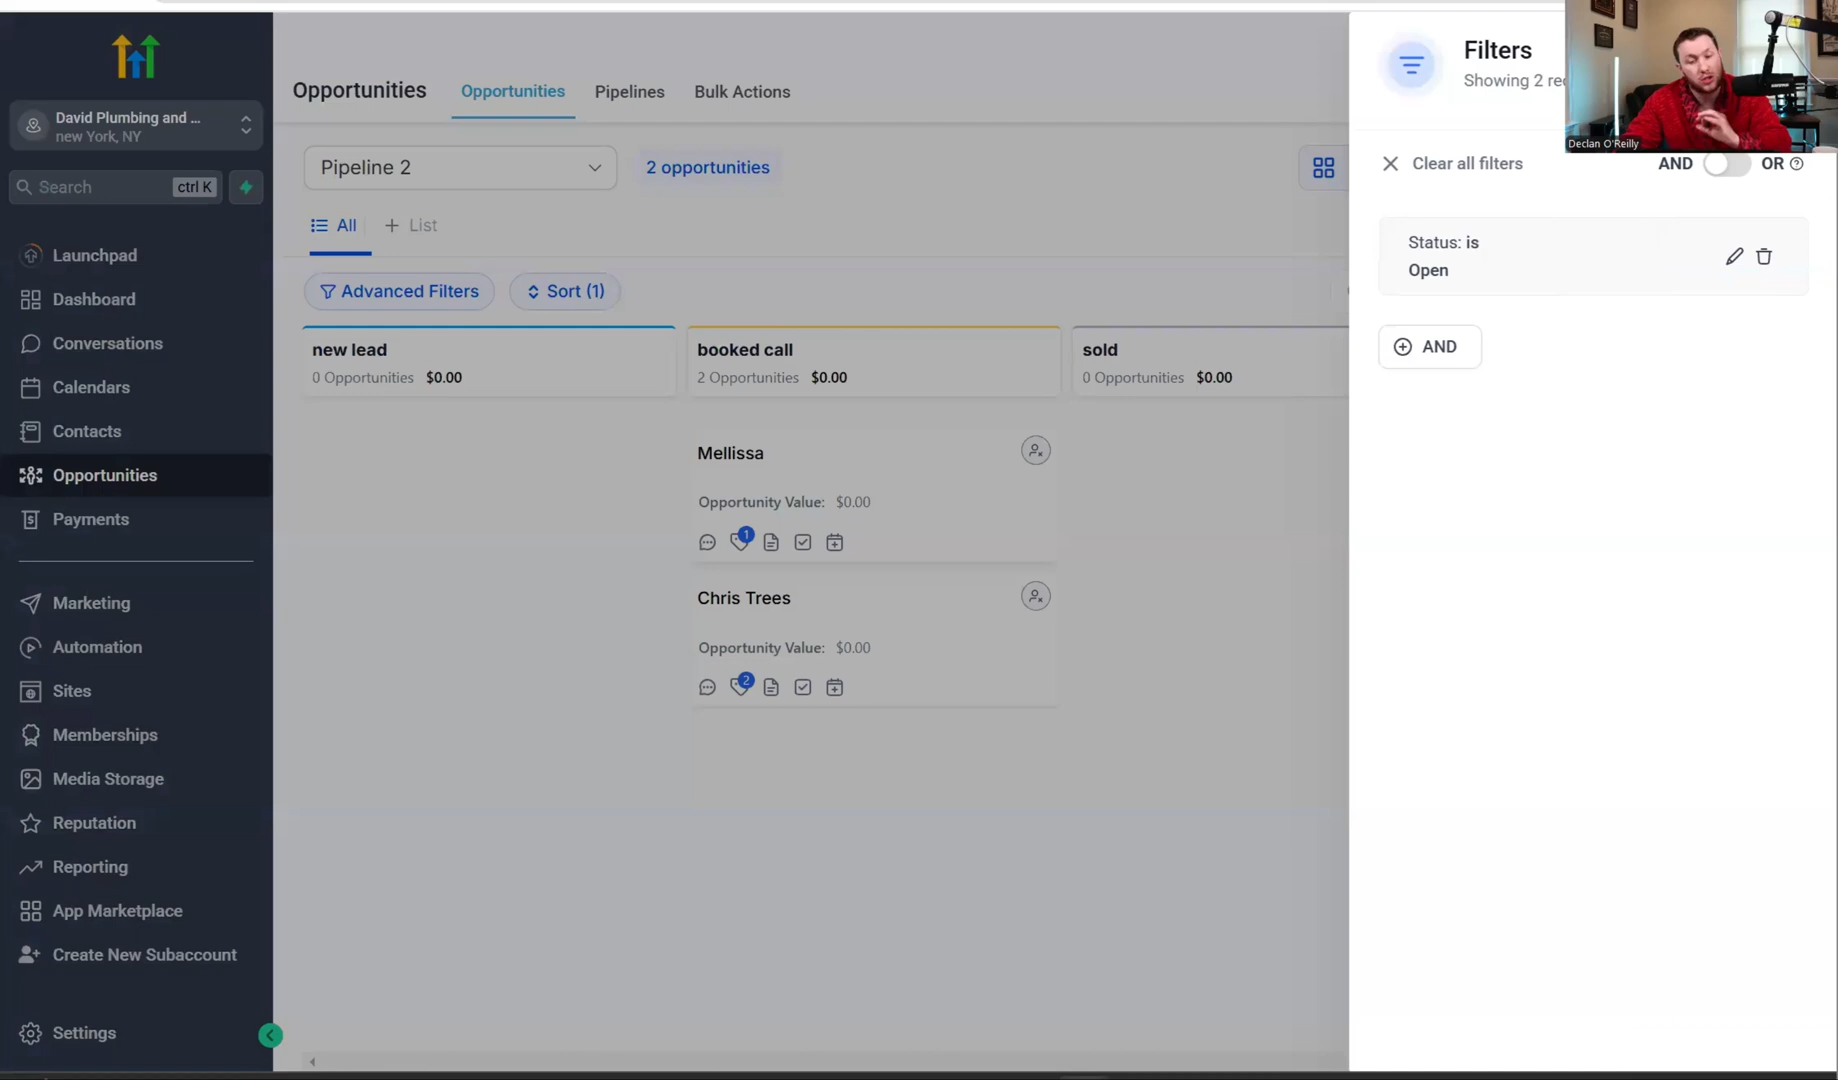 David Plumbing and ...
new York, NY
Search
ctrl K
Launchpad
Dashboard
Conversations
Calendars
Contacts
Opportunities
Payments
Marketing
Automation
Sites
Memberships
Media Storage
Reputation
Reporting
App Marketplace
Create New Subaccount
Settings
Opportunities
Opportunities
Pipelines
Bulk Actions
Pipeline 2
2 opportunities
All
List
Advanced Filters
Sort (1)
new lead
0 Opportunities $0.00
booked call
2 Opportunities $0.00
sold
0 Opportunities $0.00
Mellissa
Opportunity Value: $0.00
1
Chris Trees
Opportunity Value: $0.00
2
Filters
Showing 2 rec
Declan O'Reilly
Clear all filters
AND
OR
Status: is
Open
AND